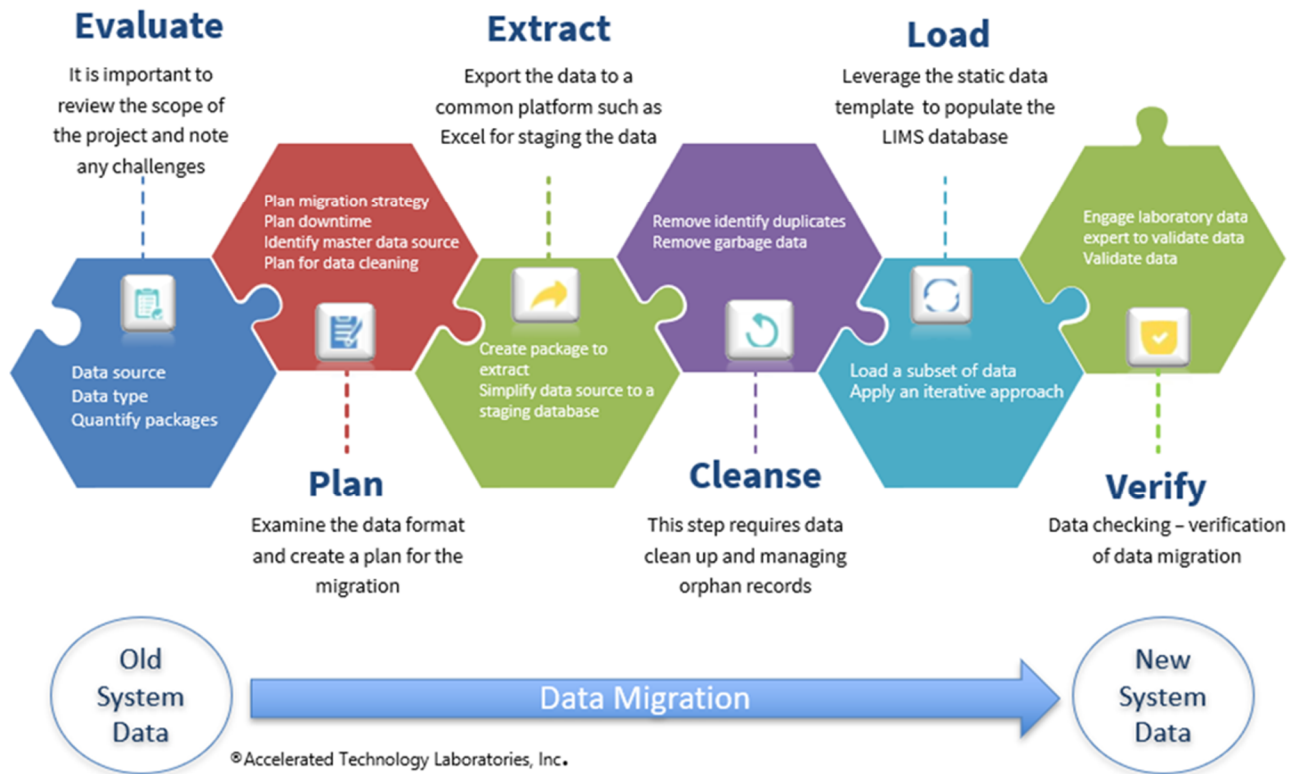 Evaluate
It is important to
review the scope of
the project and note
any challenges
Data source
Data type
Quantify packages
Plan migration strategy
Plan downtime
Identify master data source
Plan for data cleaning
Plan
Examine the data format
and create a plan for the
migration
Extract
Export the data to a
common platform such as
Excel for staging the data
Create package to
extract
Simplify data source to a
staging database
Remove identify duplicates
Remove garbage data
Cleanse
This step requires data
clean up and managing
orphan records
Load
Leverage the static data
template to populate the
LIMS database
Load a subset of data
Apply an iterative approach
Engage laboratory data
expert to validate data
Validate data
Verify
Data checking – verification
of data migration
Old
System
Data
Data Migration
New
System
Data
®Accelerated Technology Laboratories, Inc.